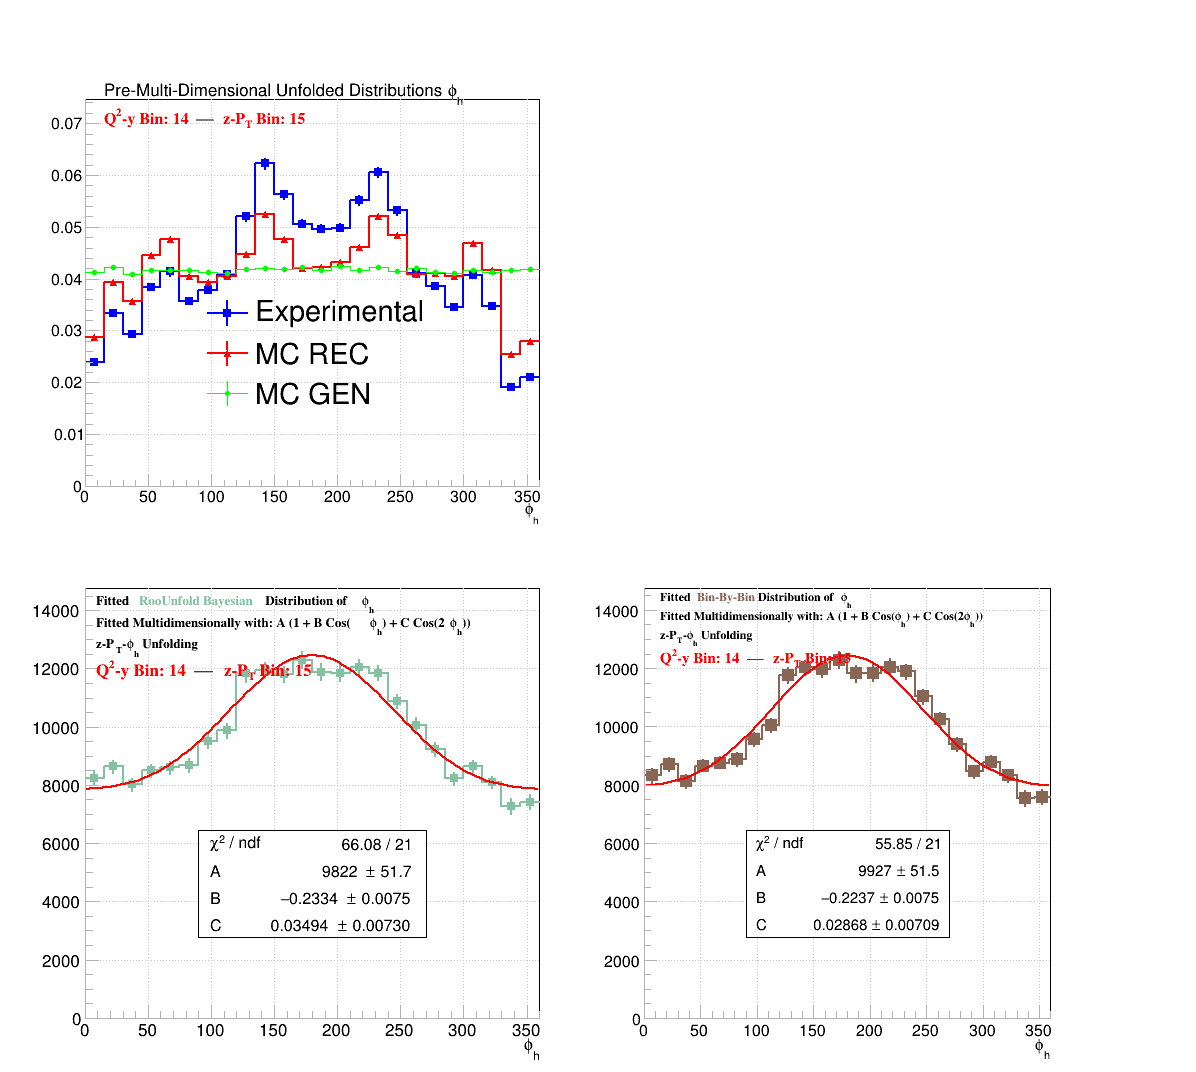 Pre-Multi-Dimensional Unfolded Distributions ϕh
Q²-y Bin: 14 — z-PT Bin: 15
0.07
0.06
0.05
0.04
0.03
0.02
0.01
0
Experimental
MC REC
MC GEN
0 50 100 150 200 250 300 350
ϕh
Fitted RooUnfold Bayesian Distribution of ϕh
Fitted Multidimensionally with: A (1 + B Cos( ϕh) + C Cos(2 ϕh))
z-PT-ϕh Unfolding
Q²-y Bin: 14 — z-PT Bin: 15
14000
12000
10000
8000
6000
4000
2000
0
χ² / ndf 66.08 / 21
A 9822 ± 51.7
B −0.2334 ± 0.0075
C 0.03494 ± 0.00730
0 50 100 150 200 250 300 350
ϕh
Fitted Bin-By-Bin Distribution of ϕh
Fitted Multidimensionally with: A (1 + B Cos(ϕh) + C Cos(2ϕh))
z-PT-ϕh Unfolding
Q²-y Bin: 14 — z-PT Bin: 15
14000
12000
10000
8000
6000
4000
2000
0
χ² / ndf 55.85 / 21
A 9927 ± 51.5
B −0.2237 ± 0.0075
C 0.02868 ± 0.00709
0 50 100 150 200 250 300 350
ϕh